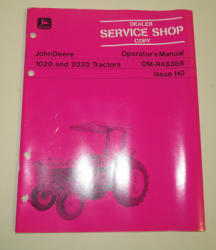 DEALER
SERVICE SHOP
COPY
John Deere Operator's Manual
1020 and 2020 Tractors OM-R48358
Issue H0